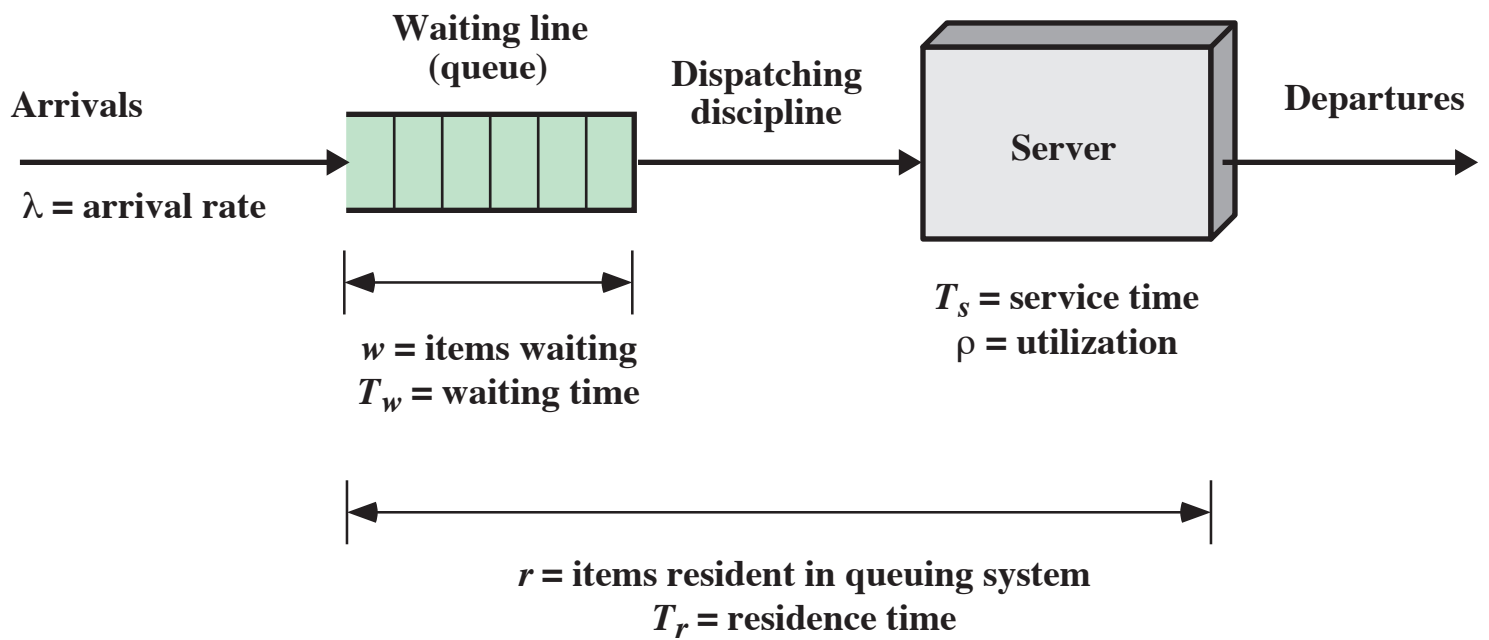 Waiting line
(queue)
Dispatching
discipline
Arrivals
Departures
Server
λ = arrival rate
T_s = service time
ρ = utilization
w = items waiting
T_w = waiting time
r = items resident in queuing system
T_r = residence time